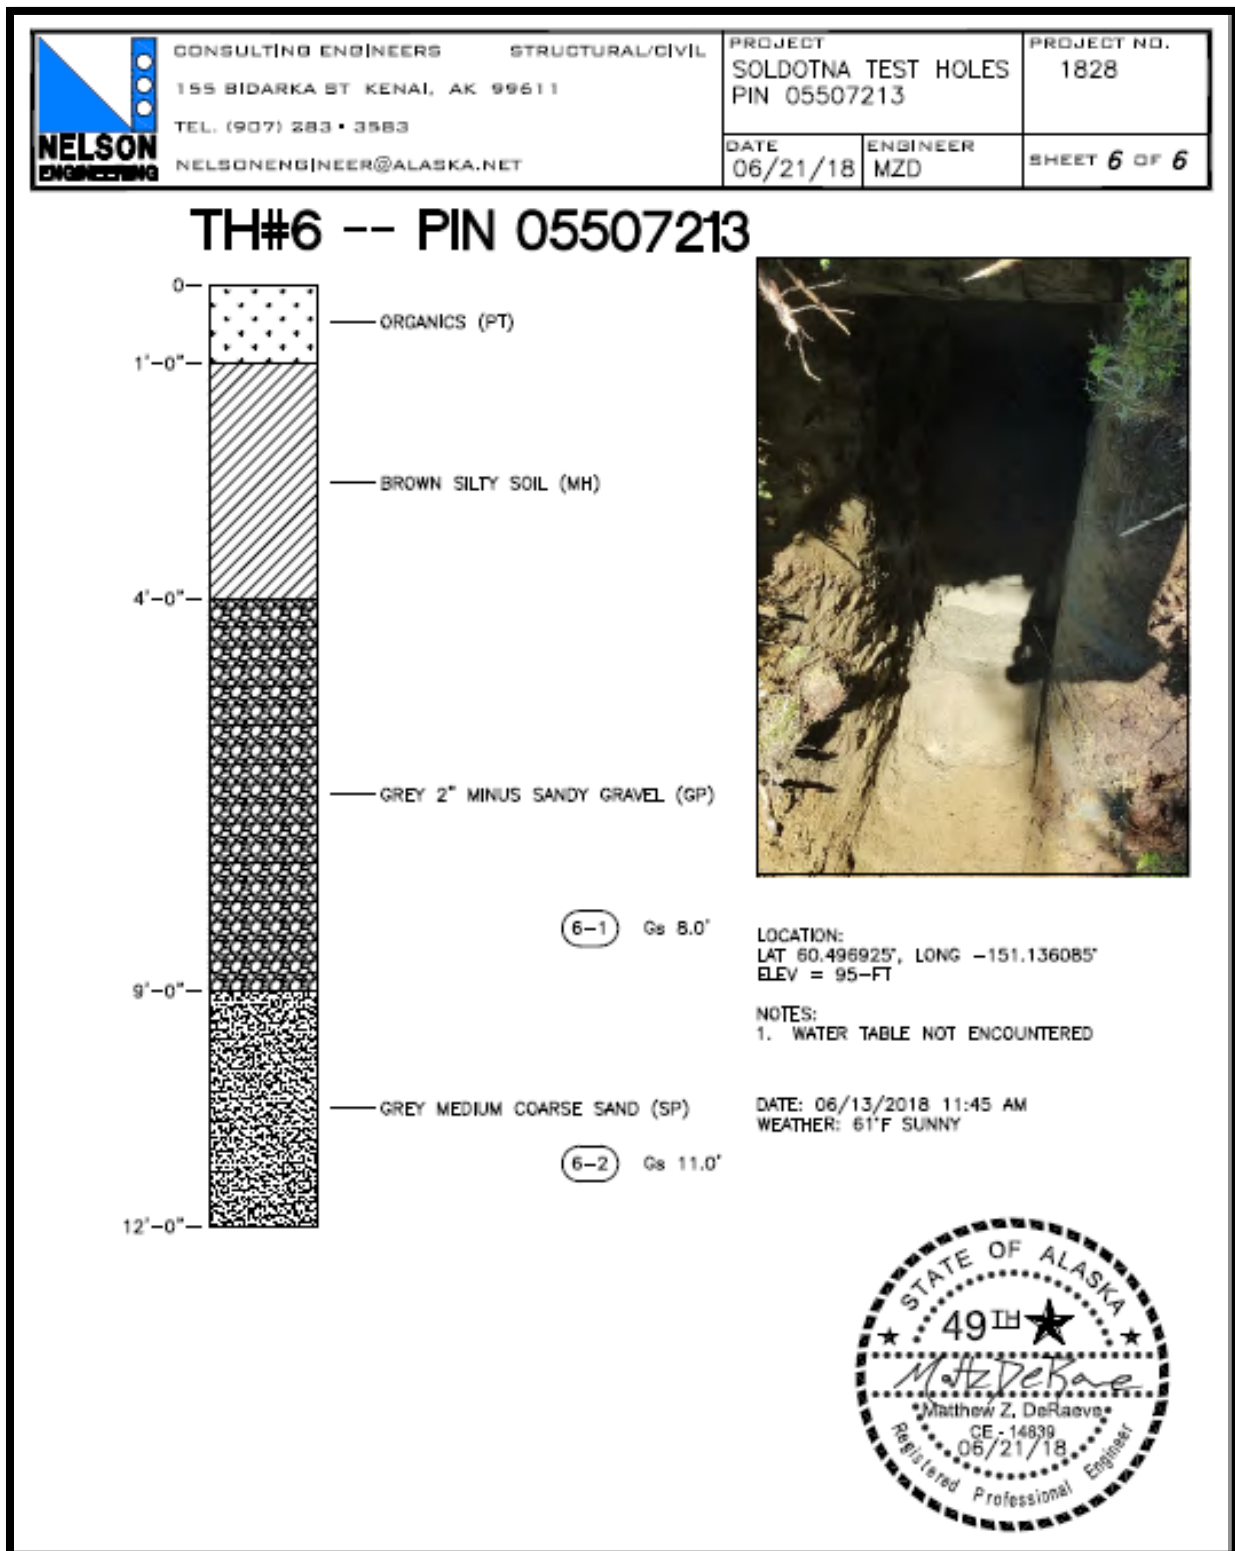 NELSON
ENGINEERING
CONSULTING ENGINEERS STRUCTURAL/CIVIL
155 BIDARKA ST KENAI, AK 99611
TEL. (907) 283 • 3583
NELSONENGINEER@ALASKA.NET
PROJECT
SOLDOTNA TEST HOLES
PIN 05507213
PROJECT NO.
1828
DATE
06/21/18
ENGINEER
MZD
SHEET 6 OF 6
TH#6 -- PIN 05507213
0
ORGANICS (PT)
1'-0"
BROWN SILTY SOIL (MH)
4'-0"
GREY 2" MINUS SANDY GRAVEL (GP)
6-1 Gs 8.0'
9'-0"
GREY MEDIUM COARSE SAND (SP)
6-2 Gs 11.0'
12'-0"
LOCATION:
LAT 60.496925°, LONG -151.136085°
ELEV = 95-FT
NOTES:
1. WATER TABLE NOT ENCOUNTERED
DATE: 06/13/2018 11:45 AM
WEATHER: 61°F SUNNY
STATE OF ALASKA
49TH
Matt Z DeRaeve
Matthew Z. DeRaeve
CE - 14839
06/21/18
Registered Professional Engineer